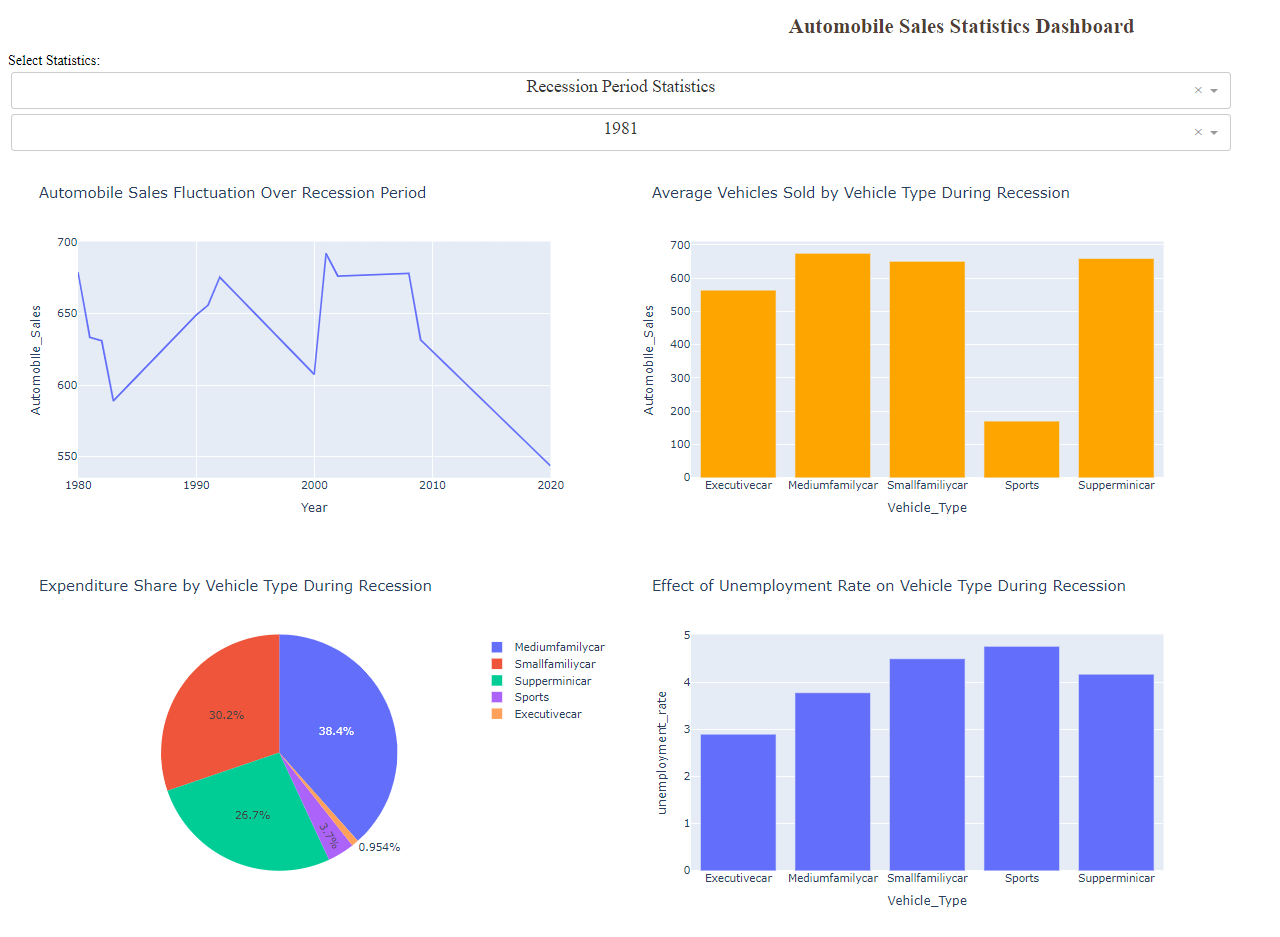 Automobile Sales Statistics Dashboard
Select Statistics:
Recession Period Statistics
×
1981
×
Automobile Sales Fluctuation Over Recession Period
700
650
600
550
Automobile_Sales
1980 1990 2000 2010 2020
Year
Average Vehicles Sold by Vehicle Type During Recession
700
600
500
400
300
200
100
0
Automobile_Sales
Executivecar Mediumfamilycar Smallfamiliycar Sports Supperminicar
Vehicle_Type
Expenditure Share by Vehicle Type During Recession
38.4%
30.2%
26.7%
3.7%
0.954%
Mediumfamilycar
Smallfamiliycar
Supperminicar
Sports
Executivecar
Effect of Unemployment Rate on Vehicle Type During Recession
5
4
3
2
1
0
unemployment_rate
Executivecar Mediumfamilycar Smallfamiliycar Sports Supperminicar
Vehicle_Type